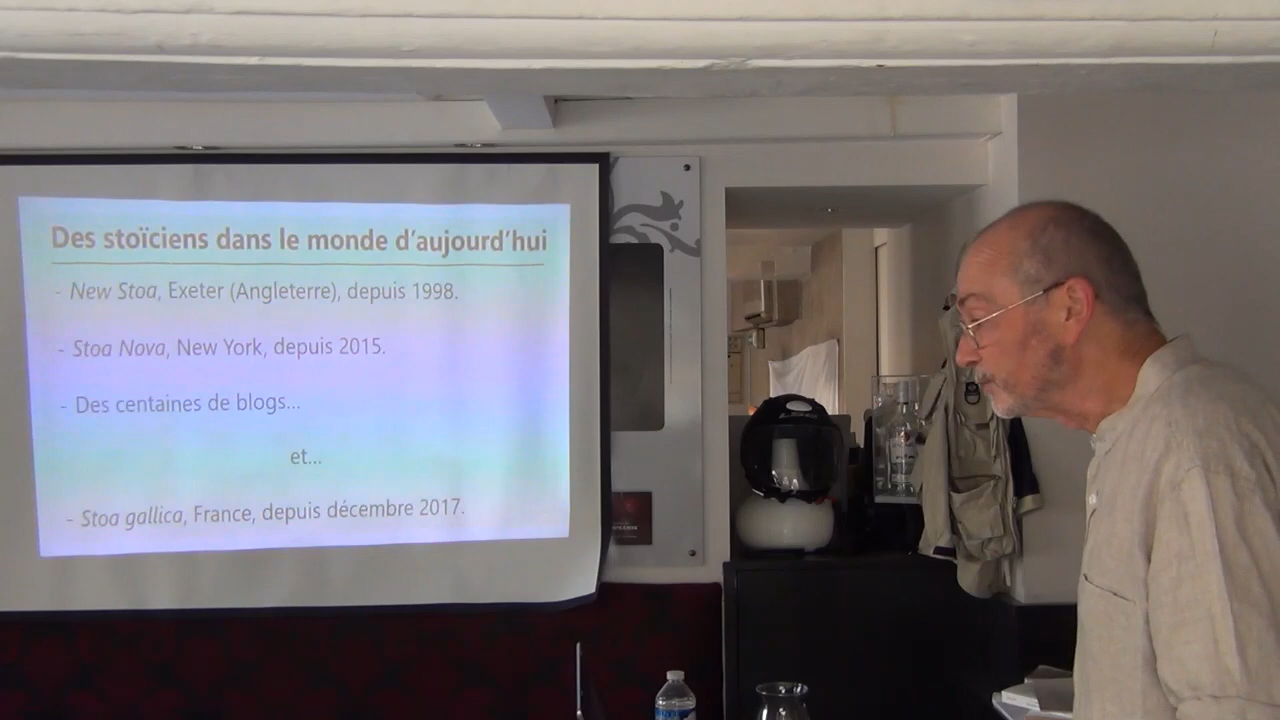 Des stoïciens dans le monde d'aujourd'hui
- New Stoa, Exeter (Angleterre), depuis 1998.
- Stoa Nova, New York, depuis 2015.
- Des centaines de blogs...
et...
- Stoa gallica, France, depuis décembre 2017.